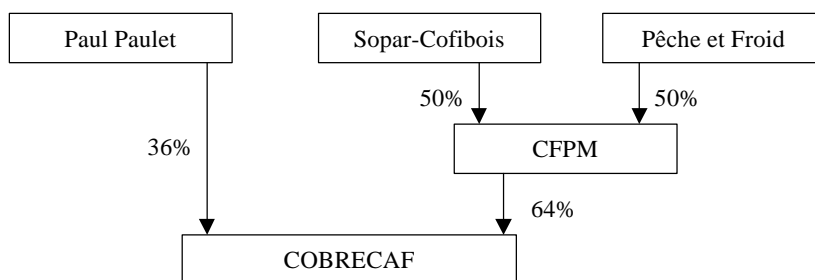 Paul Paulet
Sopar-Cofibois
Pêche et Froid
50%
50%
36%
CFPM
64%
COBRECAF